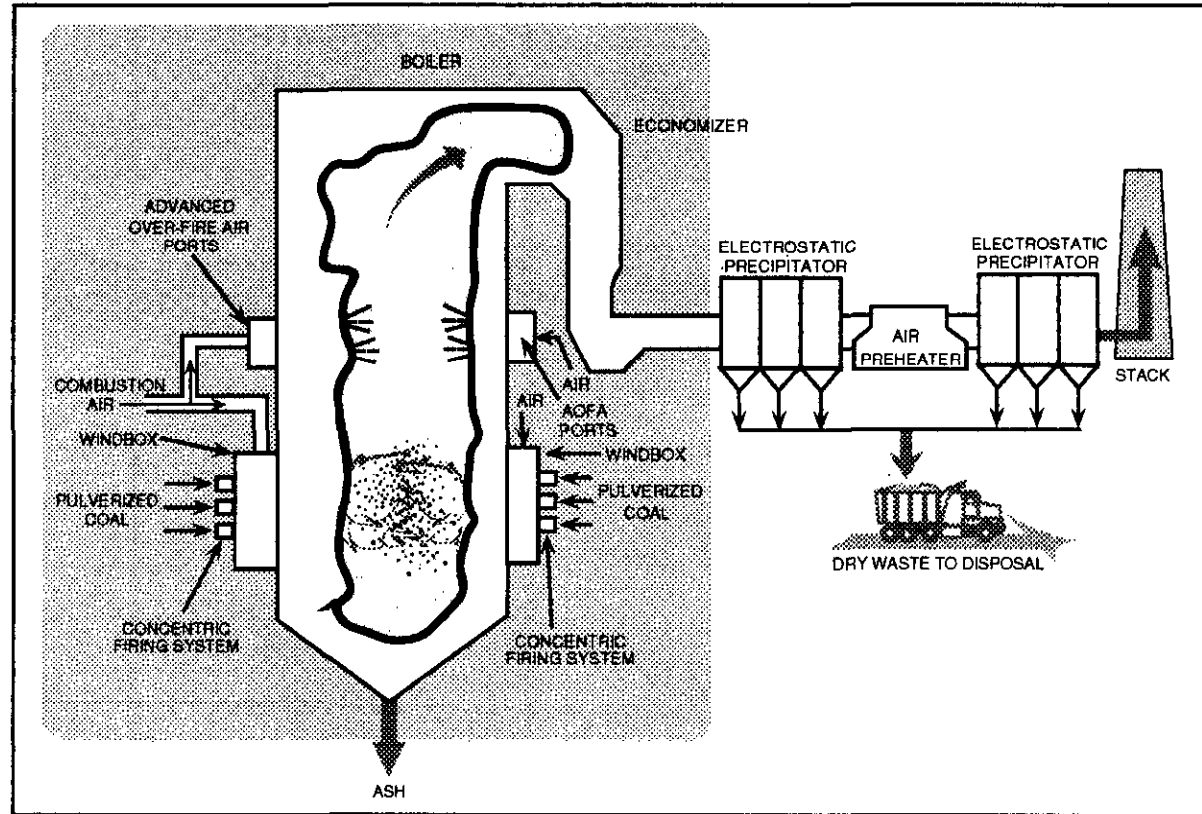 BOILER
ECONOMIZER
ADVANCED
OVER-FIRE AIR
PORTS
ELECTROSTATIC
PRECIPITATOR
ELECTROSTATIC
PRECIPITATOR
AIR
PREHEATER
STACK
COMBUSTION
AIR
AIR
AIR
AOFA
PORTS
WINDBOX
WINDBOX
PULVERIZED
COAL
PULVERIZED
COAL
DRY WASTE TO DISPOSAL
CONCENTRIC
FIRING SYSTEM
CONCENTRIC
FIRING SYSTEM
ASH